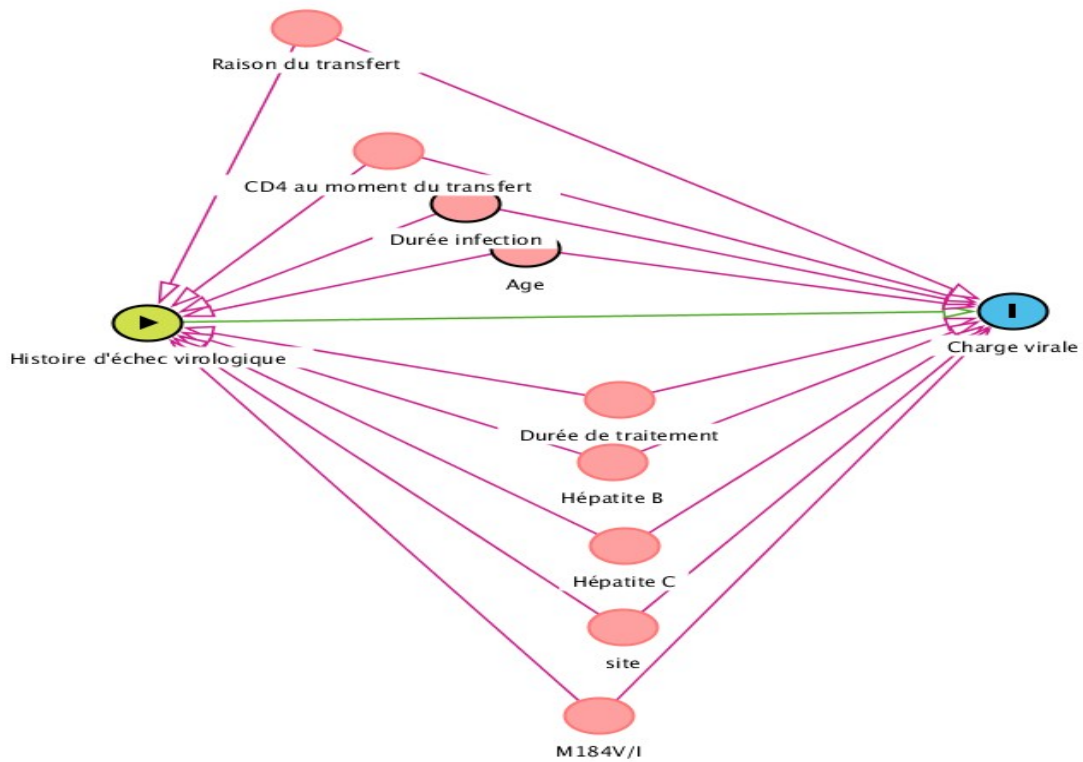 Raison du transfert
CD4 au moment du transfert
Durée infection
Age
Histoire d'échec virologique
Charge virale
Durée de traitement
Hépatite B
Hépatite C
site
M184V/I